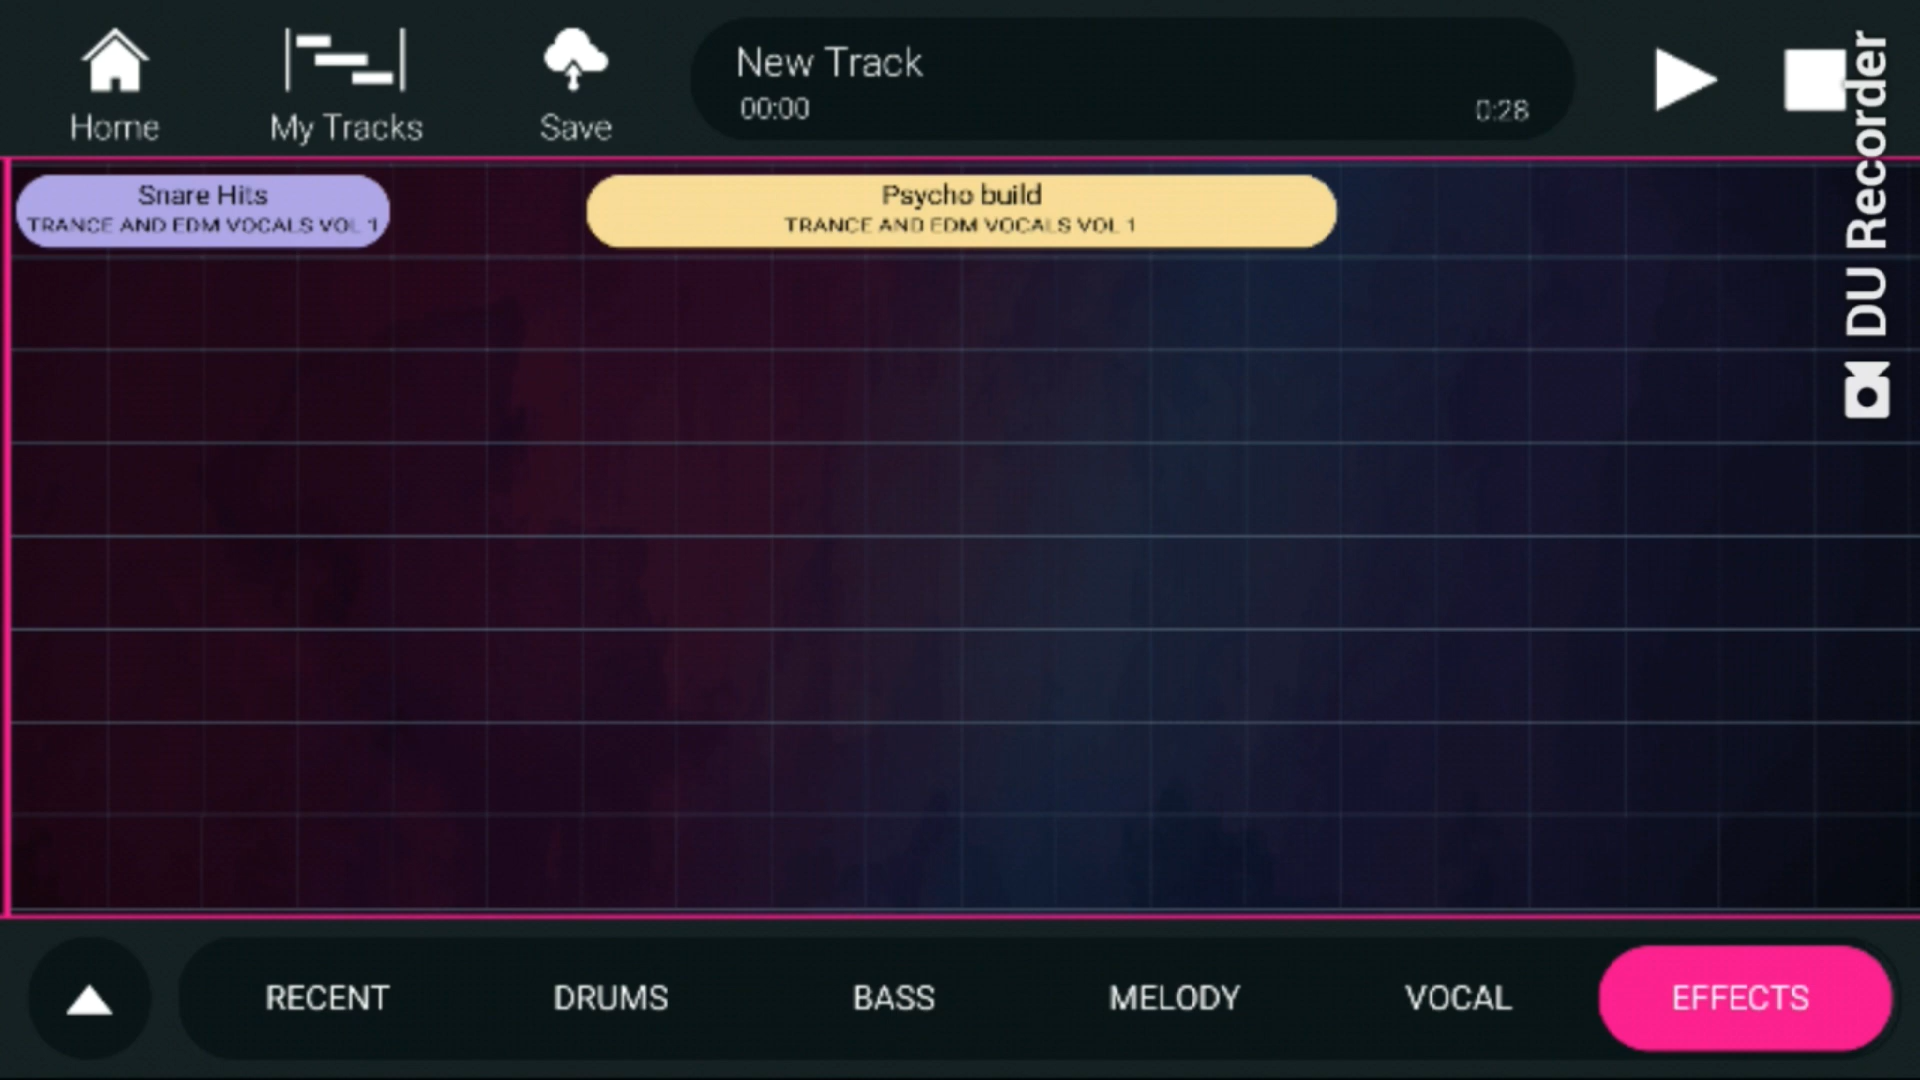 New Track
00:00
0:28
Home
My Tracks
Save
DU Recorder
Snare Hits
TRANCE AND EDM VOCALS VOL 1
Psycho build
TRANCE AND EDM VOCALS VOL 1
RECENT
DRUMS
BASS
MELODY
VOCAL
EFFECTS